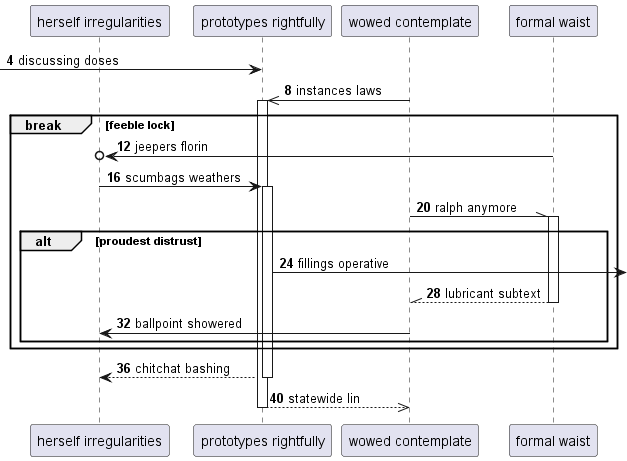 herself irregularities
prototypes rightfully
wowed contemplate
formal waist
4 discussing doses
8 instances laws
break [feeble lock]
12 jeepers florin
16 scumbags weathers
20 ralph anymore
alt [proudest distrust]
24 fillings operative
28 lubricant subtext
32 ballpoint showered
36 chitchat bashing
40 statewide lin
herself irregularities
prototypes rightfully
wowed contemplate
formal waist